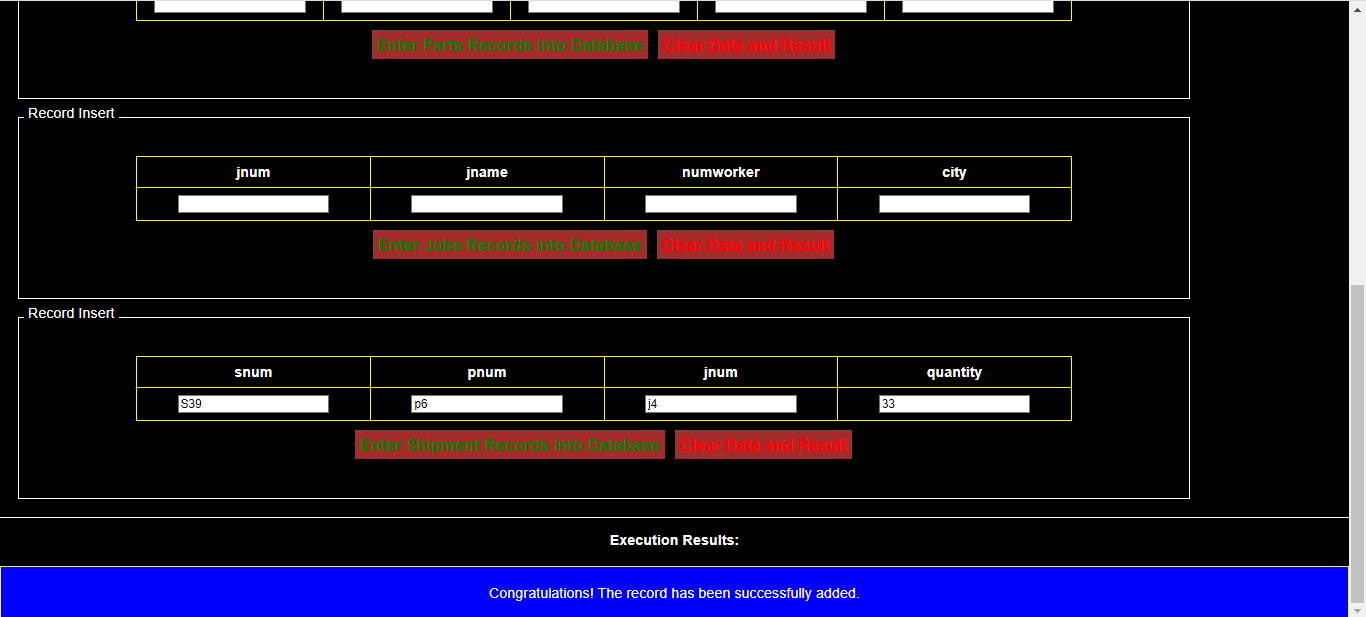 Enter Parts Records Into Database Clear Data and Result
Record Insert
jnum jname numworker city
Enter Jobs Records Into Database Clear Data and Result
Record Insert
snum pnum jnum quantity
S39 p6 j4 33
Enter Shipment Records Into Database Clear Data and Result
Execution Results:
Congratulations! The record has been successfully added.